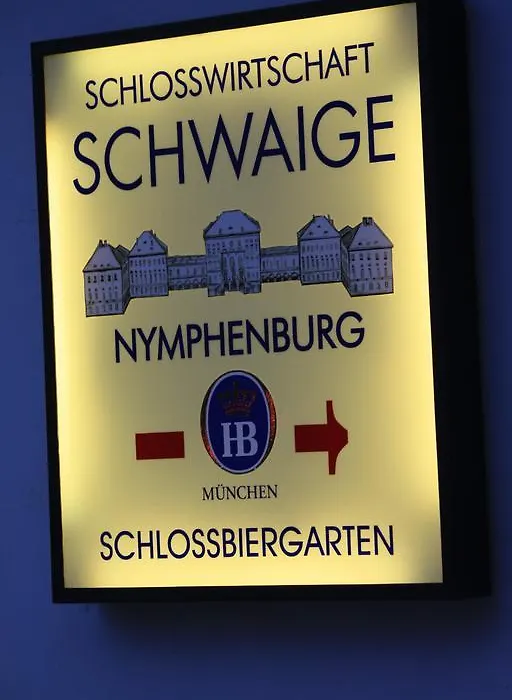 SCHLOSSWIRTSCHAFT
SCHWAIGE
NYMPHENBURG
HB
MÜNCHEN
SCHLOSSBIERGARTEN